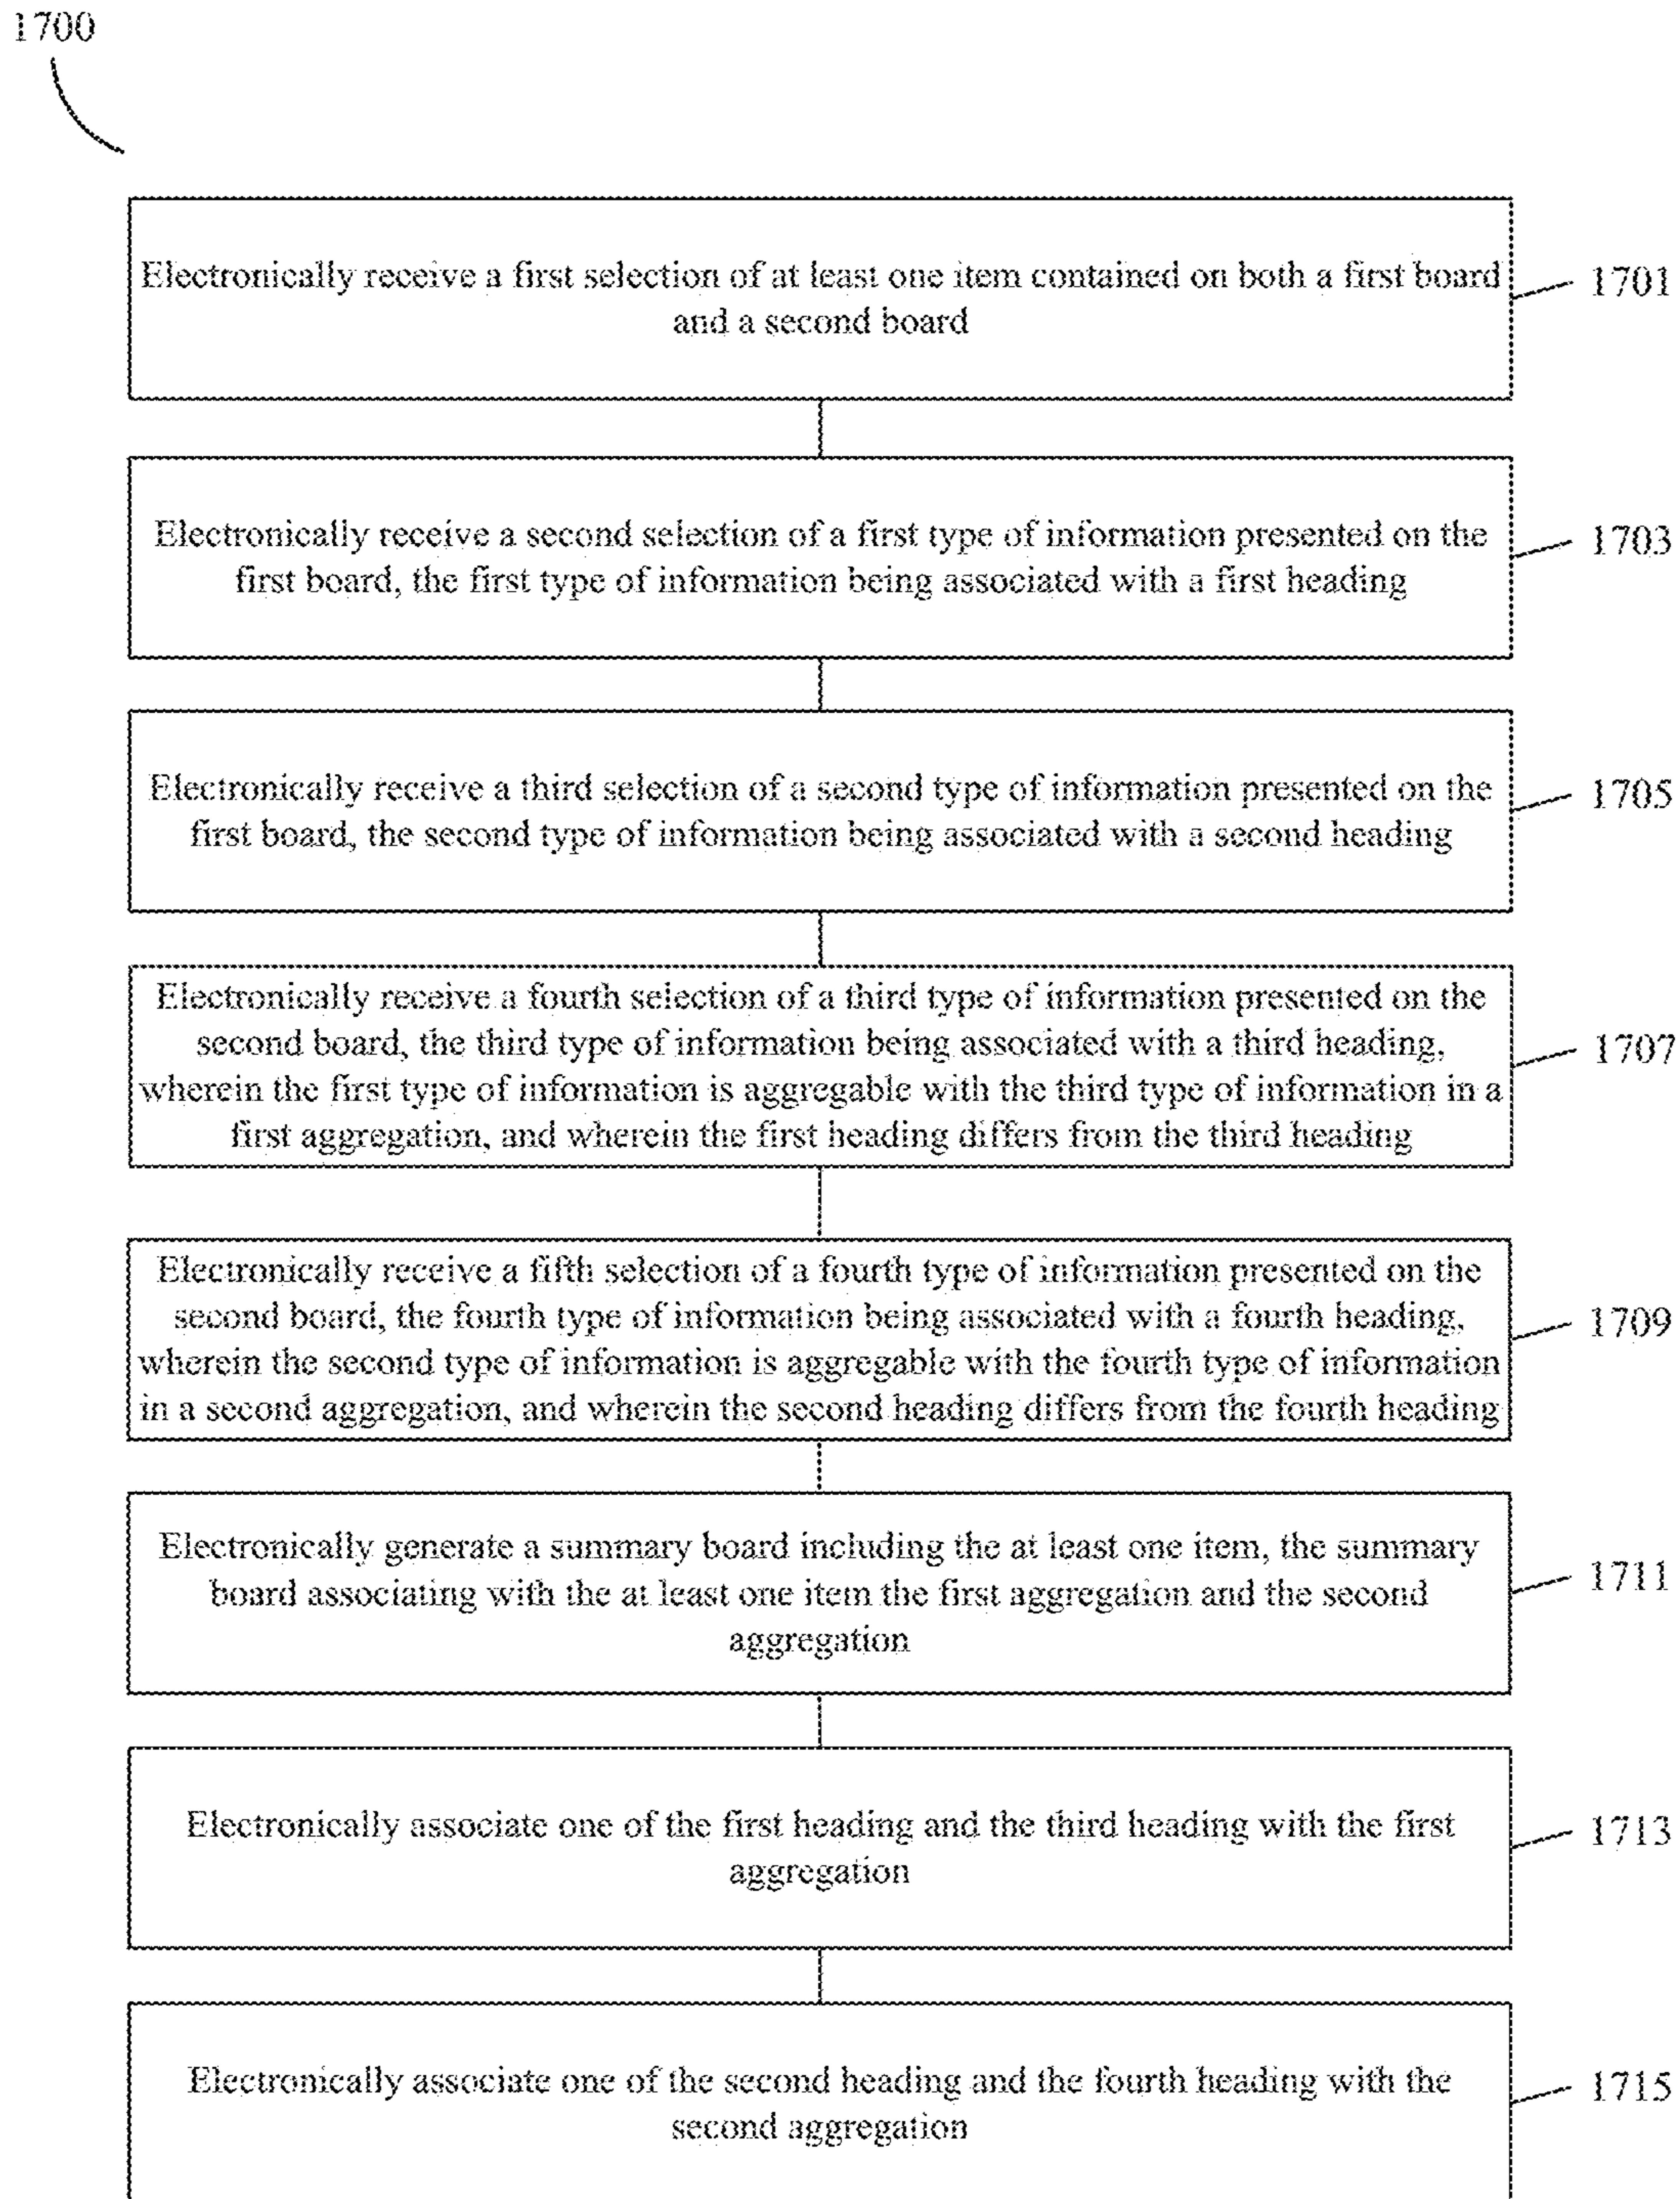 1700
Electronically receive a first selection of at least one item contained on both a first board
and a second board
1701
Electronically receive a second selection of a first type of information presented on the
first board, the first type of information being associated with a first heading
1703
Electronically receive a third selection of a second type of information presented on the
first board, the second type of information being associated with a second heading
1705
Electronically receive a fourth selection of a third type of information presented on the
second board, the third type of information being associated with a third heading,
wherein the first type of information is aggregable with the third type of information in a
first aggregation, and wherein the first heading differs from the third heading
1707
Electronically receive a fifth selection of a fourth type of information presented on the
second board, the fourth type of information being associated with a fourth heading,
wherein the second type of information is aggregable with the fourth type of information
in a second aggregation, and wherein the second heading differs from the fourth heading
1709
Electronically generate a summary board including the at least one item, the summary
board associating with the at least one item the first aggregation and the second
aggregation
1711
Electronically associate one of the first heading and the third heading with the first
aggregation
1713
Electronically associate one of the second heading and the fourth heading with the
second aggregation
1715